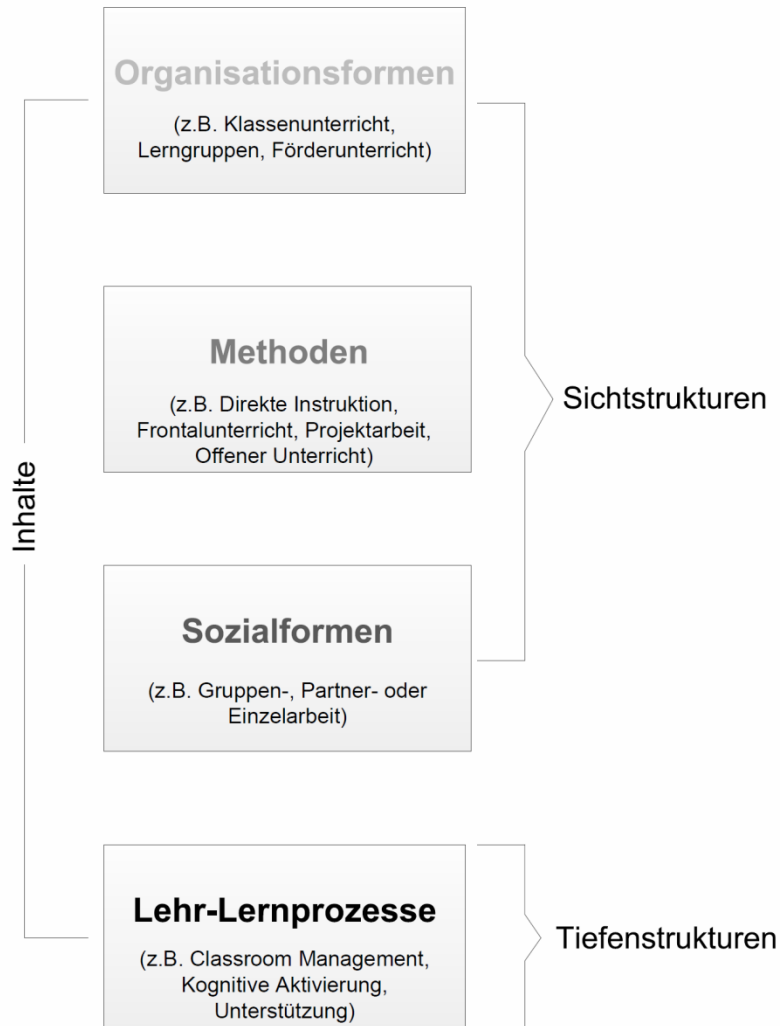 Organisationsformen
(z.B. Klassenunterricht,
Lerngruppen, Förderunterricht)
Methoden
(z.B. Direkte Instruktion,
Frontalunterricht, Projektarbeit,
Offener Unterricht)
Sichtstrukturen
Inhalte
Sozialformen
(z.B. Gruppen-, Partner- oder
Einzelarbeit)
Lehr-Lernprozesse
(z.B. Classroom Management,
Kognitive Aktivierung,
Unterstützung)
Tiefenstrukturen